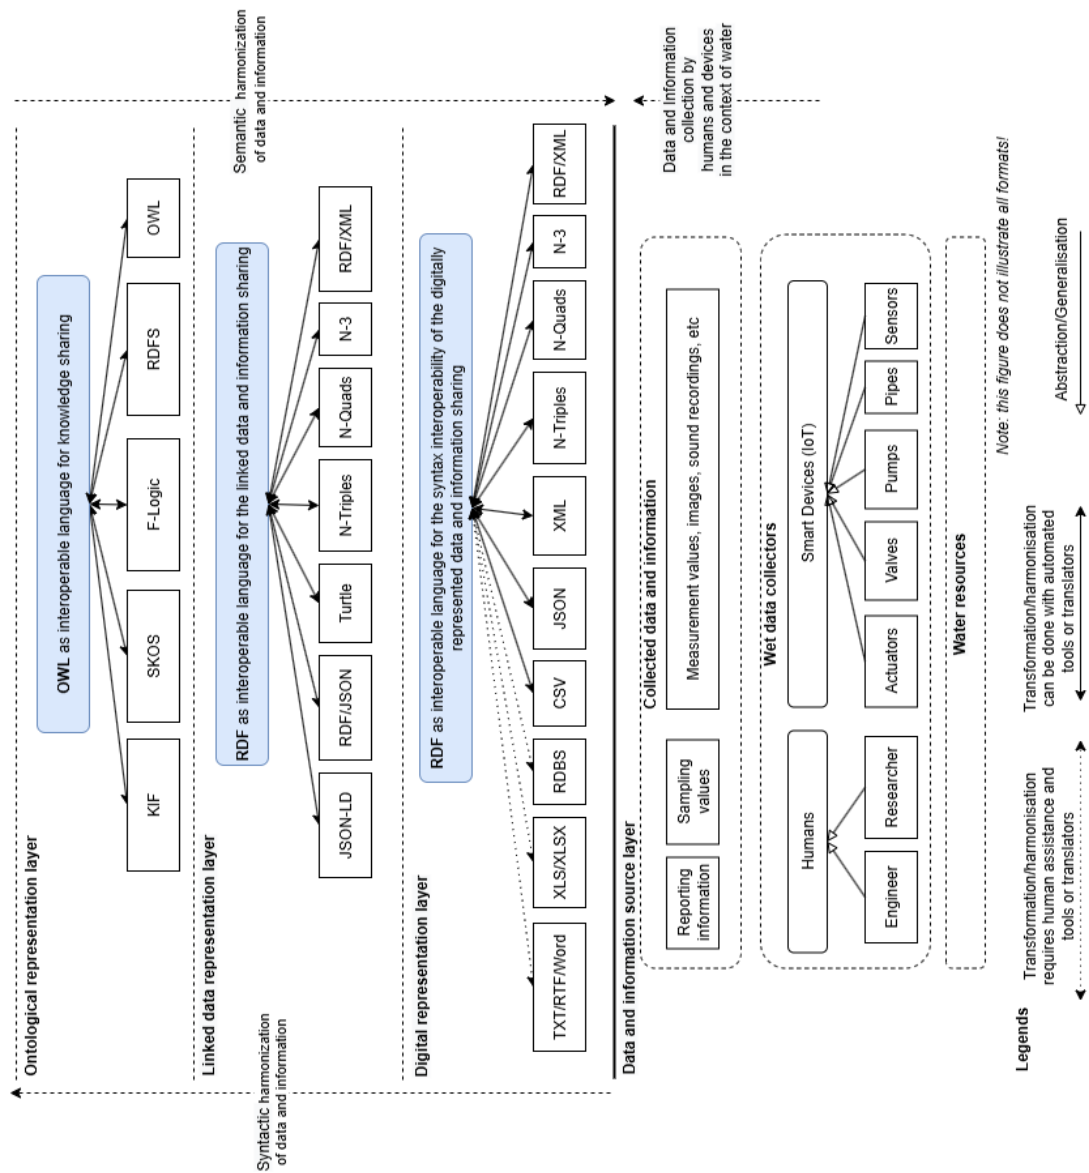 Ontological representation layer
OWL as interoperable language for knowledge sharing
KIF
SKOS
F-Logic
RDFS
OWL
Linked data representation layer
RDF as interoperable language for the linked data and information sharing
JSON-LD
RDF/JSON
Turtle
N-Triples
N-Quads
N-3
RDF/XML
Digital representation layer
RDF as interoperable language for the syntax interoperability of the digitally
represented data and information sharing
TXT/RTF/Word
XLS/XLSX
RDBS
CSV
JSON
XML
N-Triples
N-Quads
N-3
RDF/XML
Syntactic harmonization
of data and information
Semantic harmonization
of data and information
Data and information source layer
Collected data and information
Reporting
information
Sampling
values
Measurement values, images, sound recordings, etc
Data and Information
collection by
humans and devices
in the context of water
Wet data collectors
Humans
Engineer
Researcher
Smart Devices (IoT)
Actuators
Valves
Pumps
Pipes
Sensors
Water resources
Note: this figure does not illustrate all formats!
Legends
Transformation/harmonisation
requires human assistance and
tools or translators
Transformation/harmonisation
can be done with automated
tools or translators
Abstraction/Generalisation